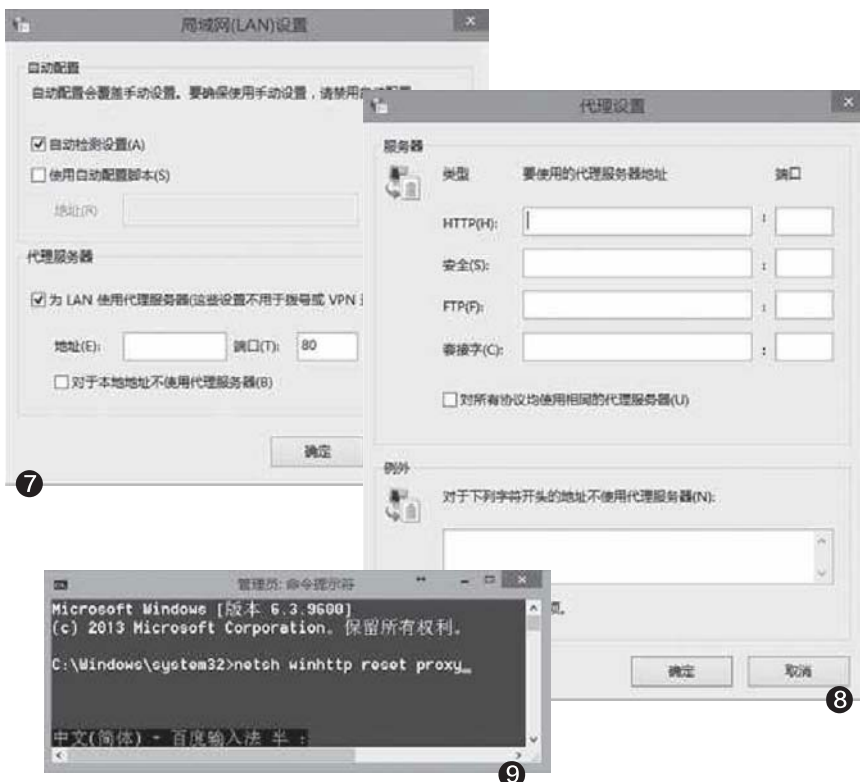 局域网(LAN)设置
自动配置
自动配置会覆盖手动设置。要确保使用手动设置，请禁用
自动检测设置(A)
使用自动配置脚本(S)
地址(R)
代理服务器
为 LAN 使用代理服务器(这些设置不用于拨号或 VPN
地址(E):
端口(T): 80
对于本地地址不使用代理服务器(B)
确定
7
代理设置
服务器
类型 要使用的代理服务器地址 端口
HTTP(H): :
安全(S): :
FTP(F): :
套接字(C): :
对所有协议均使用相同的代理服务器(U)
例外
对于下列字符开头的地址不使用代理服务器(N):
项。
确定 取消
8
管理员: 命令提示符
Microsoft Windows [版本 6.3.9600]
(c) 2013 Microsoft Corporation。保留所有权利。
C:\Windows\system32>netsh winhttp reset proxy_
中文(简体) - 百度输入法 半 :
9